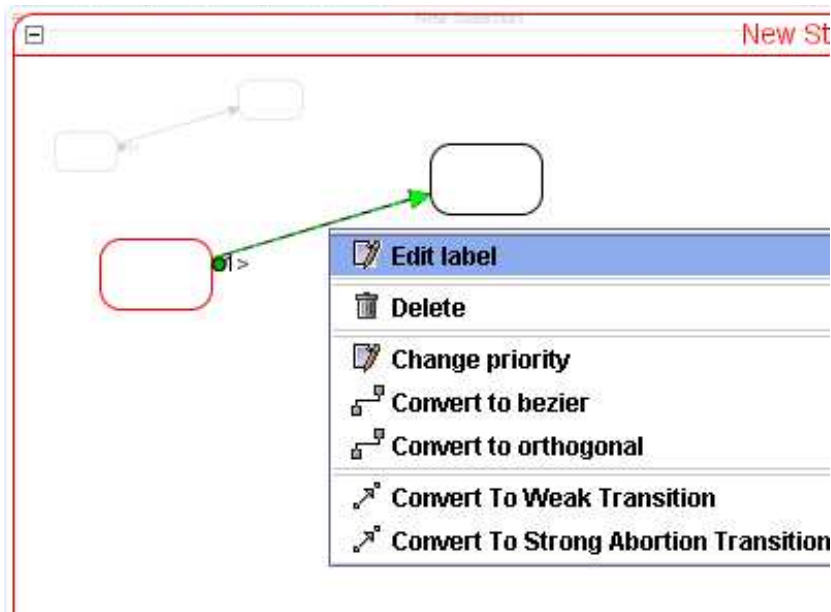 New St
1>
Edit label
Delete
Change priority
Convert to bezier
Convert to orthogonal
Convert To Weak Transition
Convert To Strong Abortion Transition